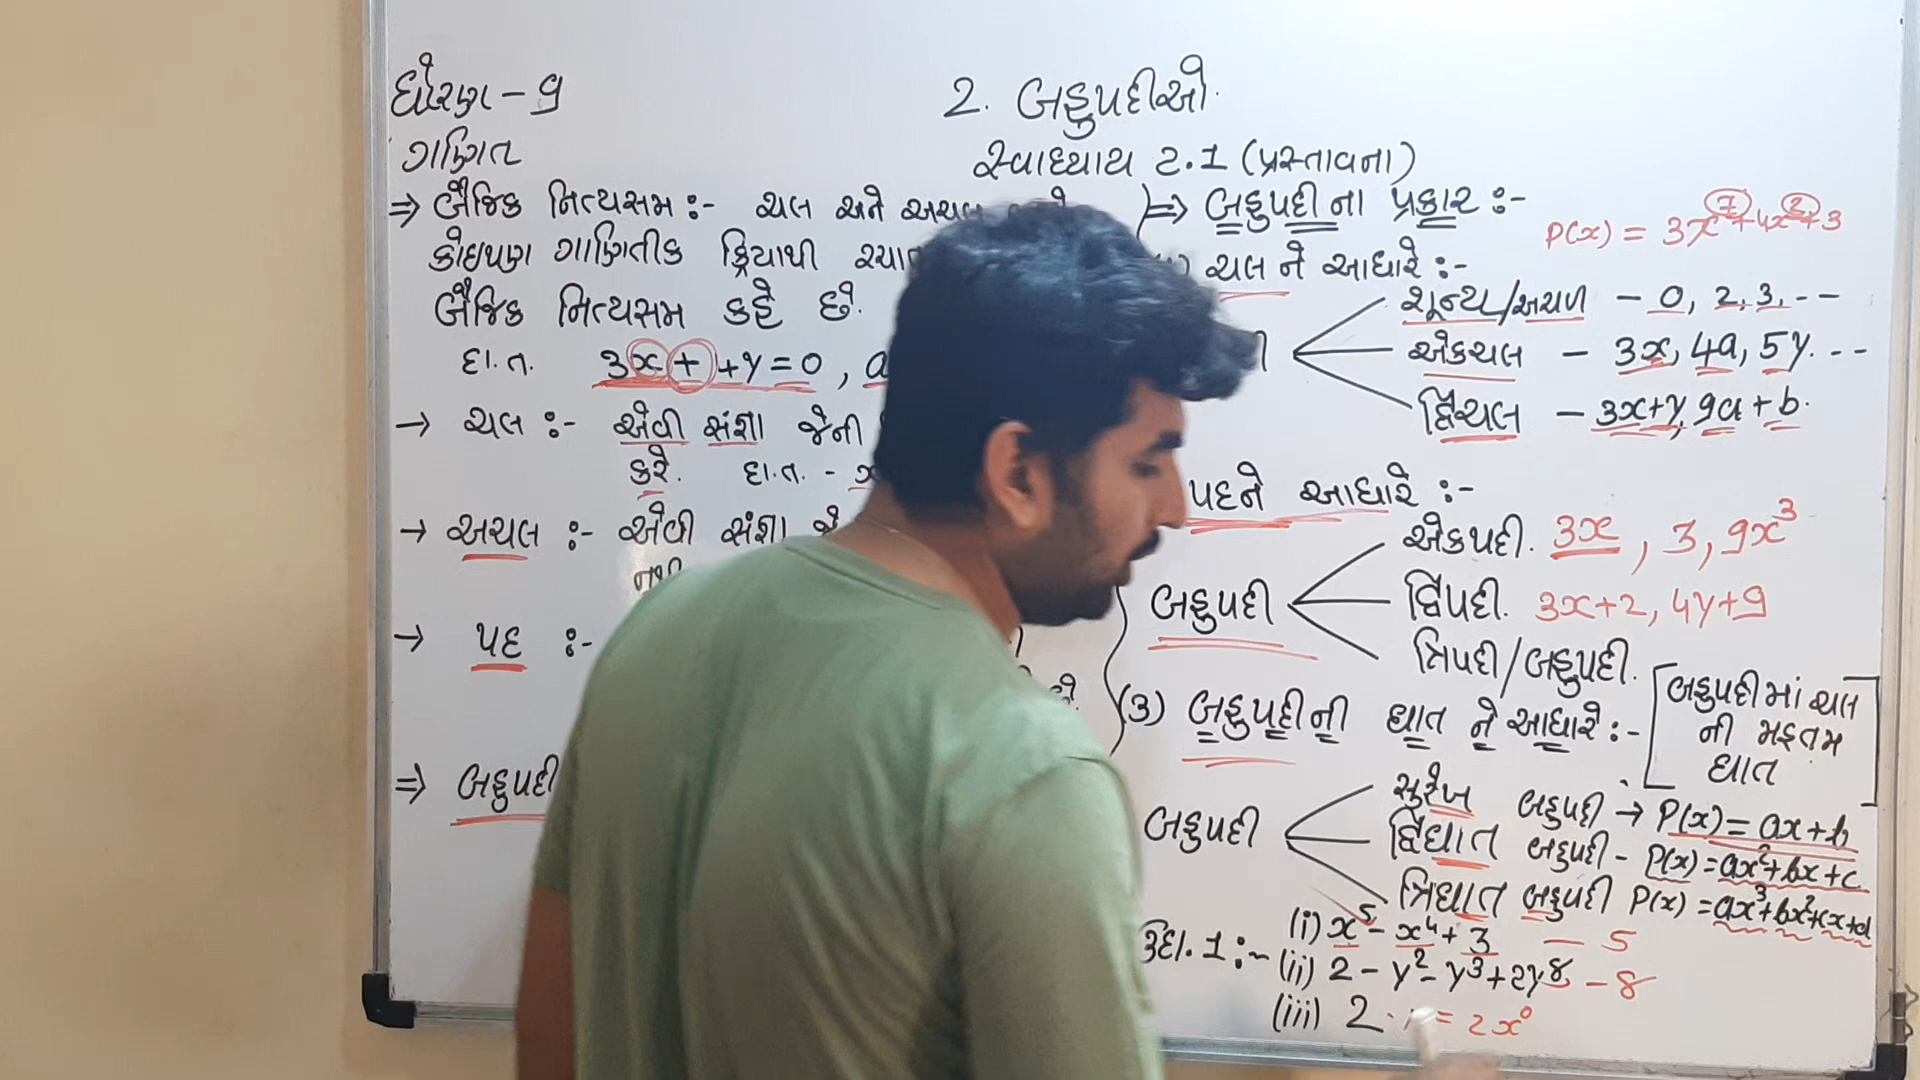 ધોરણ - 9
ગણિત
2. બહુપદીઓ.
સ્વાધ્યાય 2.1 (પ્રસ્તાવના)
⇒ બૈજિક નિત્યસમ :- ચલ અને અચલ
કોઇપણ ગાણિતીક ક્રિયાથી રચા
બૈજિક નિત્યસમ કહે છે.
દા.ત. 3x + +y = 0 , a
→ ચલ :- એવી સંજ્ઞા જેની
કરે. દા.ત. - x
→ અચલ :- એવી સંજ્ઞા
નથી
→ પદ :-
⇒ બહુપદી
⇒ બહુપદી ના પ્રકાર :-
P(x) = 3x⁷+4x²+3
ચલ ને આધારે :-
શૂન્ય/અચળ - 0, 2, 3, - -
એકચલ - 3x, 4a, 5y. - -
દ્વિચલ - 3x+y, 9a + b.
પદને આધારે :-
એકપદી. 3x , 3, 9x³
બહુપદી
દ્વિપદી. 3x+2, 4y+9
ત્રિપદી/બહુપદી.
(3) બહુપદીની ઘાત ને આધારે :-
[બહુપદીમાં ચલ
ની મહતમ
ઘાત]
બહુપદી
સુરેખ બહુપદી → P(x) = ax+b
દ્વિઘાત બહુપદી - P(x) = ax²+bx+c
ત્રિઘાત બહુપદી P(x) = ax³+bx²+cx+d
ઉદા. 1 :- (i) x⁵ - x⁴ + 3 — 5
(ii) 2 - y² - y³ + 2y⁸ - 8
(iii) 2 . = 2x⁰